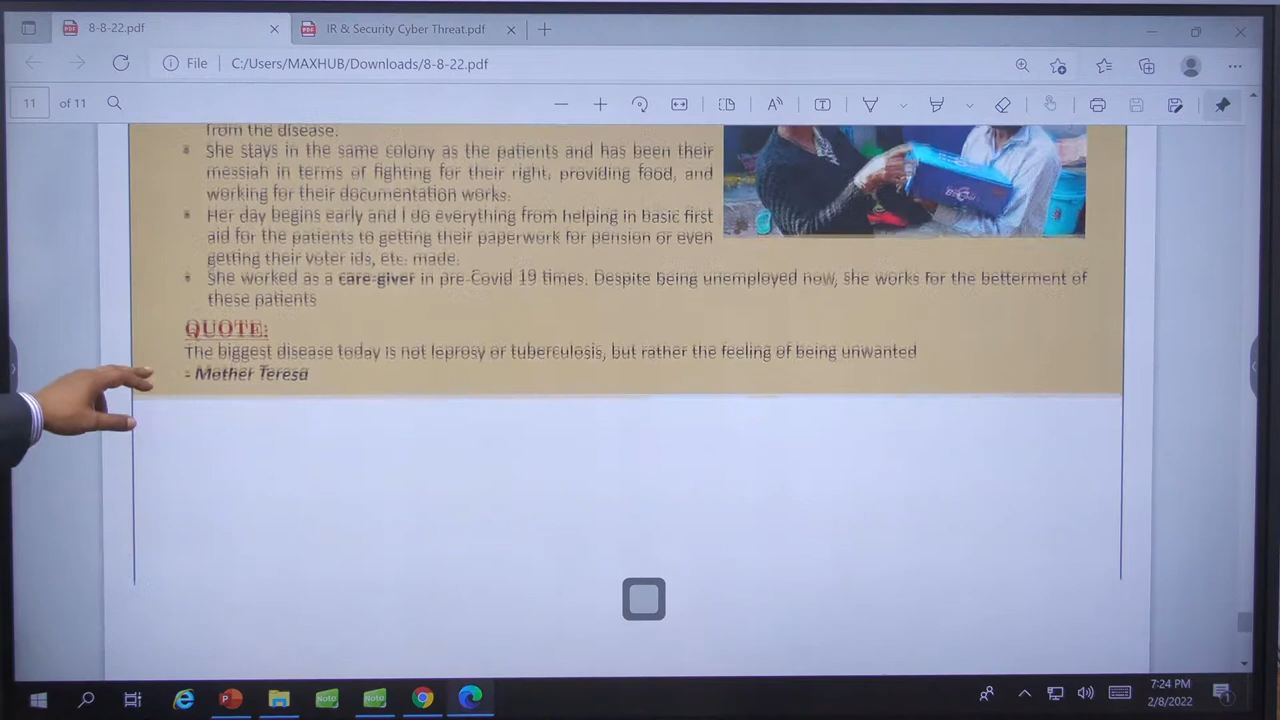 8-8-22.pdf
IR & Security Cyber Threat.pdf
File
C:/Users/MAXHUB/Downloads/8-8-22.pdf
11 of 11
from the disease.
She stays in the same colony as the patients and has been their
messiah in terms of fighting for their right, providing food, and
working for their documentation works.
Her day begins early and I do everything from helping in basic first
aid for the patients to getting their paperwork for pension or even
getting their voter ids, etc. made.
She worked as a care-giver in pre-Covid 19 times. Despite being unemployed now, she works for the betterment of
these patients
QUOTE:
The biggest disease today is not leprosy or tuberculosis, but rather the feeling of being unwanted
- Mother Teresa
7:24 PM
2/8/2022